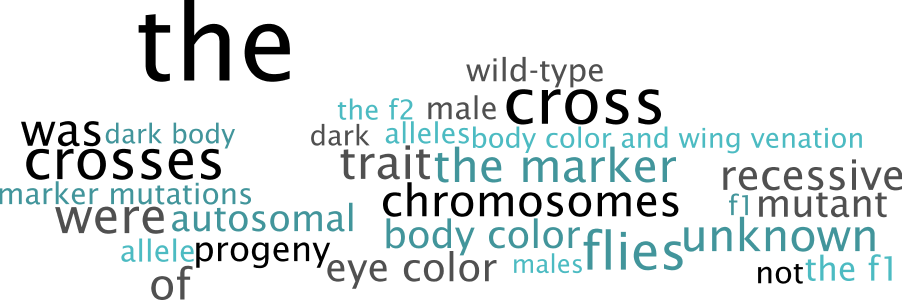 the
wild-type
the f2 male cross
was dark body dark alleles body color and wing venation
crosses trait the marker recessive
marker mutations chromosomes f1 mutant
were autosomal body color flies unknown
allele progeny eye color males not the f1
of